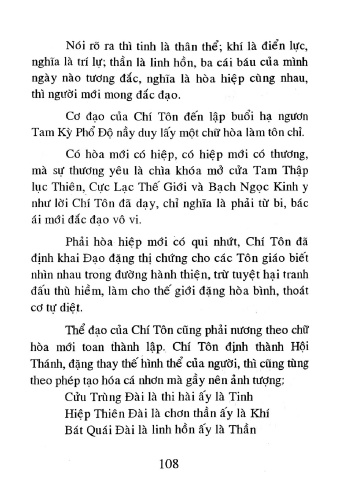 Nói rõ ra thì tinh là thân thể; khí là điển lực,
nghĩa là trí lự; thần là linh hồn, ba cái báu của mình
ngày nào tương đắc, nghĩa là hòa hiệp cùng nhau,
thì người mới mong đắc đạo.
Cơ đạo của Chí Tôn đến lập buổi hạ ngươn
Tam Kỳ Phổ Độ nầy duy lấy một chữ hòa làm tôn chỉ.
Có hòa mới có hiệp, có hiệp mới có thương,
mà sự thương yêu là chìa khóa mở cửa Tam Thập
lục Thiên, Cực Lạc Thế Giới và Bạch Ngọc Kinh y
như lời Chí Tôn đã dạy, chỉ nghĩa là phải từ bi, bác
ái mới đắc đạo vô vi.
Phải hòa hiệp mới có qui nhứt, Chí Tôn đã
định khai Đạo đặng thị chứng cho các Tôn giáo biết
nhìn nhau trong đường hành thiện, trừ tuyệt hại tranh
đấu thù hiềm, làm cho thế giới đặng hòa bình, thoát
cơ tự diệt.
Thể đạo của Chí Tôn cũng phải nương theo chữ
hòa mới toan thành lập. Chí Tôn định thành Hội
Thánh, đặng thay thế hình thể của người, thì cũng tùng
theo phép tạo hóa cá nhơn mà gầy nên ảnh tượng;
Cửu Trùng Đài là thi hài ấy là Tinh
Hiệp Thiên Đài là chơn thần ấy là Khí
Bát Quái Đài là linh hồn ấy là Thần
108